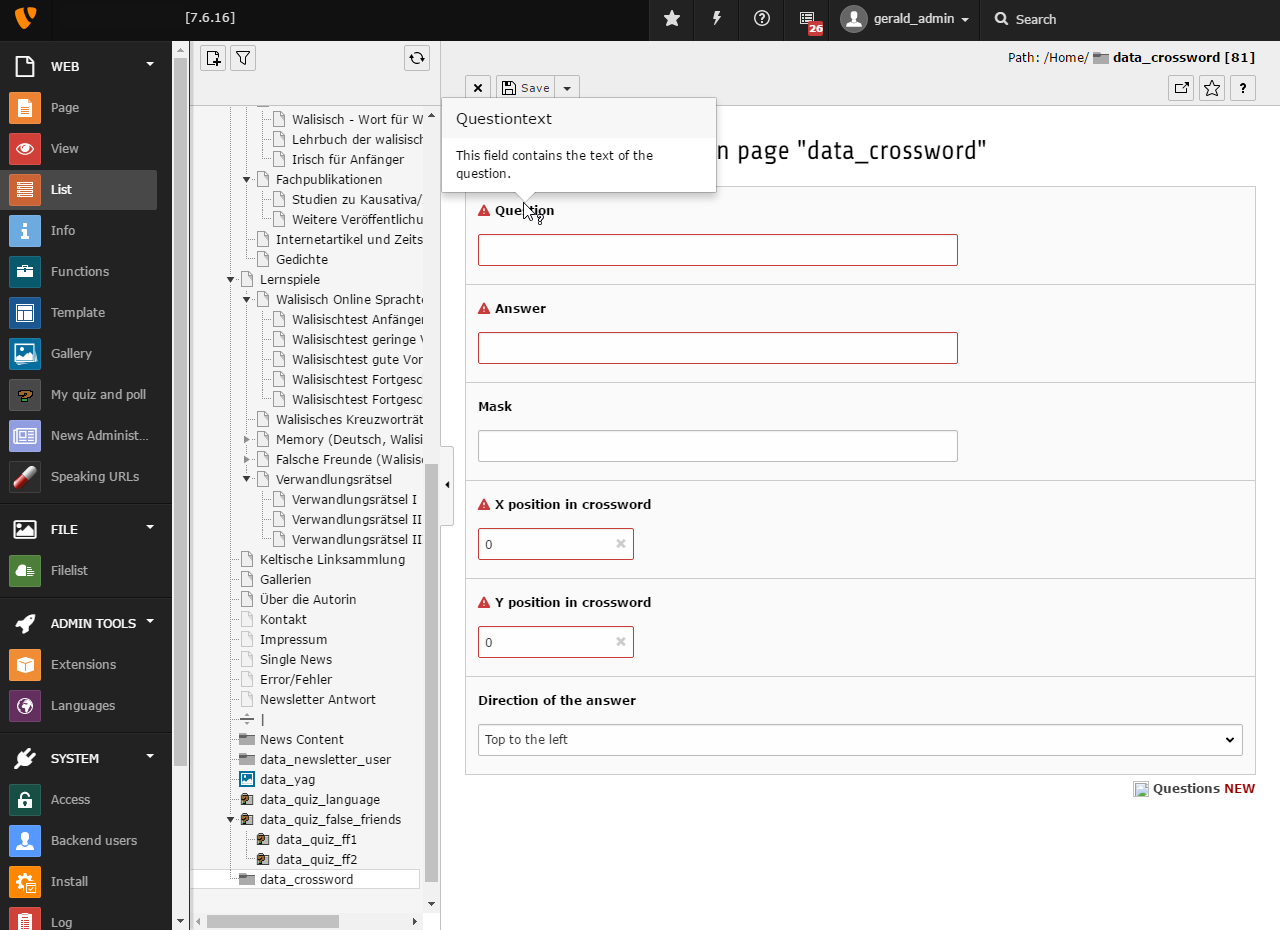 [7.6.16]
26
gerald_admin
Search
WEB
Page
View
List
Info
Functions
Template
Gallery
My quiz and poll
News Administ...
Speaking URLs
FILE
Filelist
ADMIN TOOLS
Extensions
Languages
SYSTEM
Access
Backend users
Install
Log
Walisisch - Wort für W
Lehrbuch der walisisch
Irisch für Anfänger
Fachpublikationen
Studien zu Kausativa/
Weitere Veröffentlichu
Internetartikel und Zeits
Gedichte
Lernspiele
Walisisch Online Sprachte
Walisischtest Anfänger
Walisischtest geringe V
Walisischtest gute Vor
Walisischtest Fortgesc
Walisischtest Fortgesc
Walisisches Kreuzworträt
Memory (Deutsch, Walisi
Falsche Freunde (Walisisc
Verwandlungsrätsel
Verwandlungsrätsel I
Verwandlungsrätsel II
Verwandlungsrätsel II
Keltische Linksammlung
Gallerien
Über die Autorin
Kontakt
Impressum
Single News
Error/Fehler
Newsletter Antwort
|
News Content
data_newsletter_user
data_yag
data_quiz_language
data_quiz_false_friends
data_quiz_ff1
data_quiz_ff2
data_crossword
Path: /Home/ data_crossword [81]
Save
?
Questiontext
This field contains the text of the
question.
n page "data_crossword"
Question
Answer
Mask
X position in crossword
0
Y position in crossword
0
Direction of the answer
Top to the left
Questions NEW